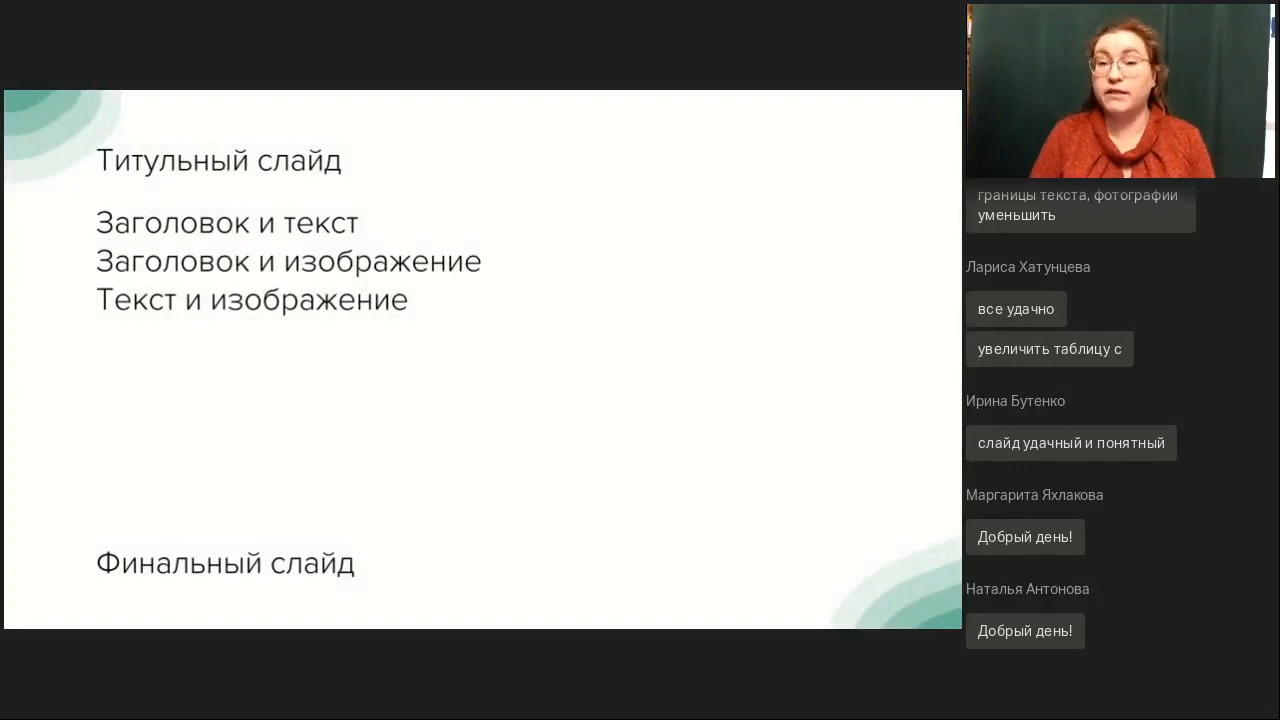 Титульный слайд
Заголовок и текст
Заголовок и изображение
Текст и изображение
Финальный слайд
границы текста, фотографии
уменьшить
Лариса Хатунцева
все удачно
увеличить таблицу с
Ирина Бутенко
слайд удачный и понятный
Маргарита Яхлакова
Добрый день!
Наталья Антонова
Добрый день!